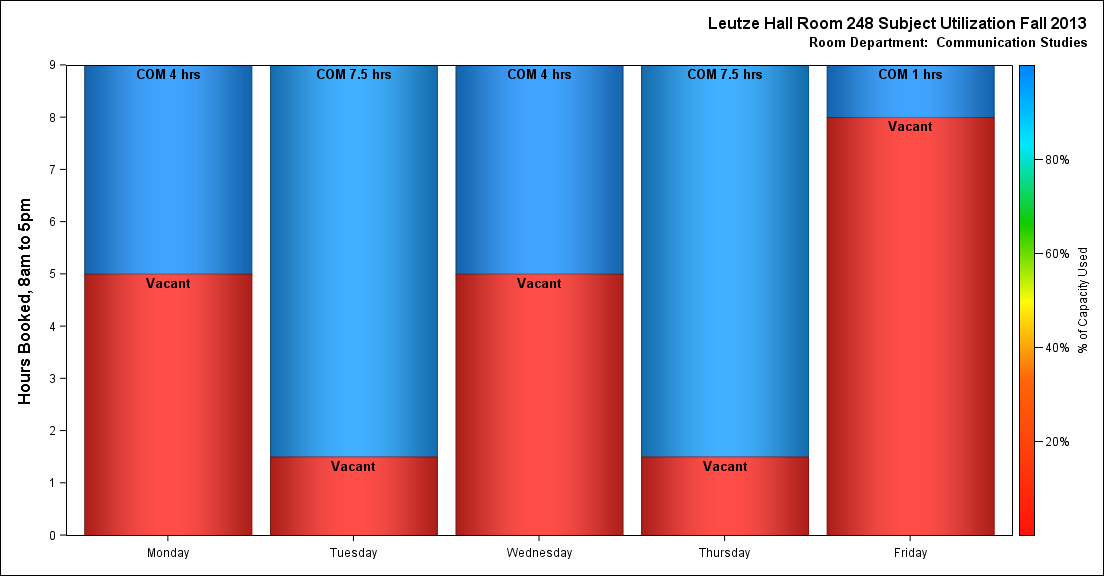 Leutze Hall Room 248 Subject Utilization Fall 2013
Room Department:  Communication Studies
Hours Booked, 8am to 5pm
9
8
7
6
5
4
3
2
1
0
COM 4 hrs
Vacant
COM 7.5 hrs
Vacant
COM 4 hrs
Vacant
COM 7.5 hrs
Vacant
COM 1 hrs
Vacant
Monday
Tuesday
Wednesday
Thursday
Friday
80%
60%
40%
20%
% of Capacity Used